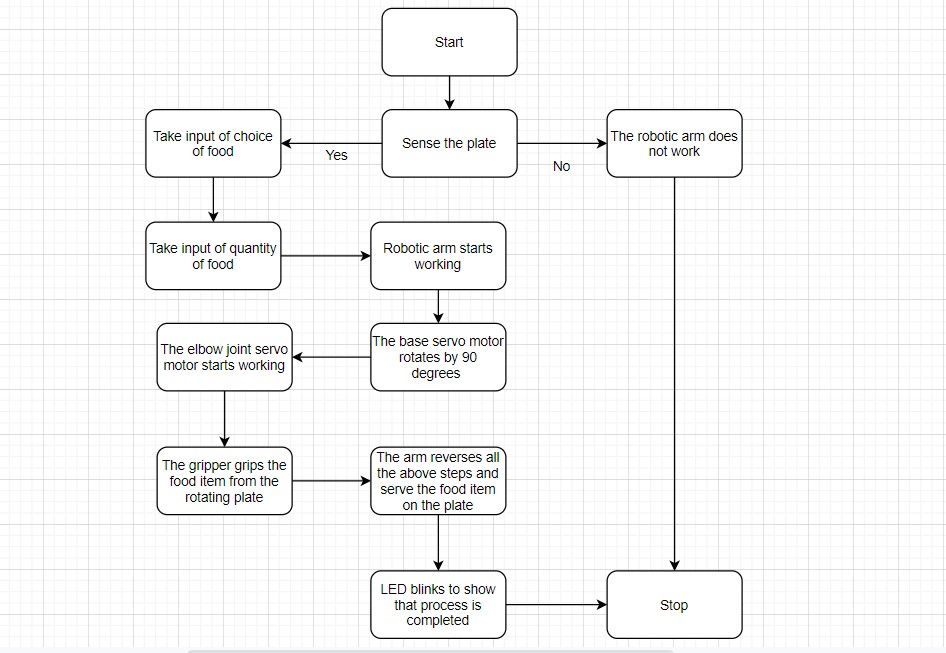 Start
Take input of choice
of food
Yes
Sense the plate
No
The robotic arm does
not work
Take input of quantity
of food
Robotic arm starts
working
The elbow joint servo
motor starts working
The base servo motor
rotates by 90
degrees
The gripper grips the
food item from the
rotating plate
The arm reverses all
the above steps and
serve the food item
on the plate
LED blinks to show
that process is
completed
Stop